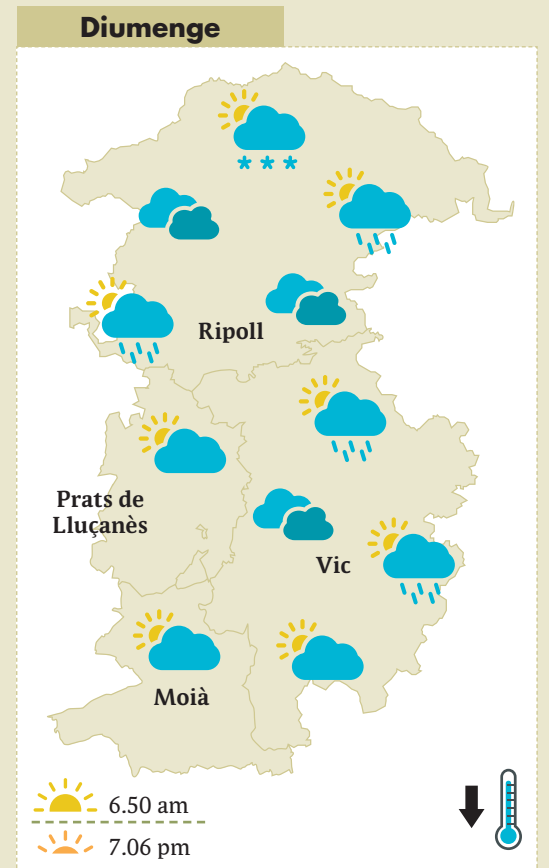 Diumenge
Ripoll
Prats de
Lluçanès
Vic
Moià
6.50 am
7.06 pm